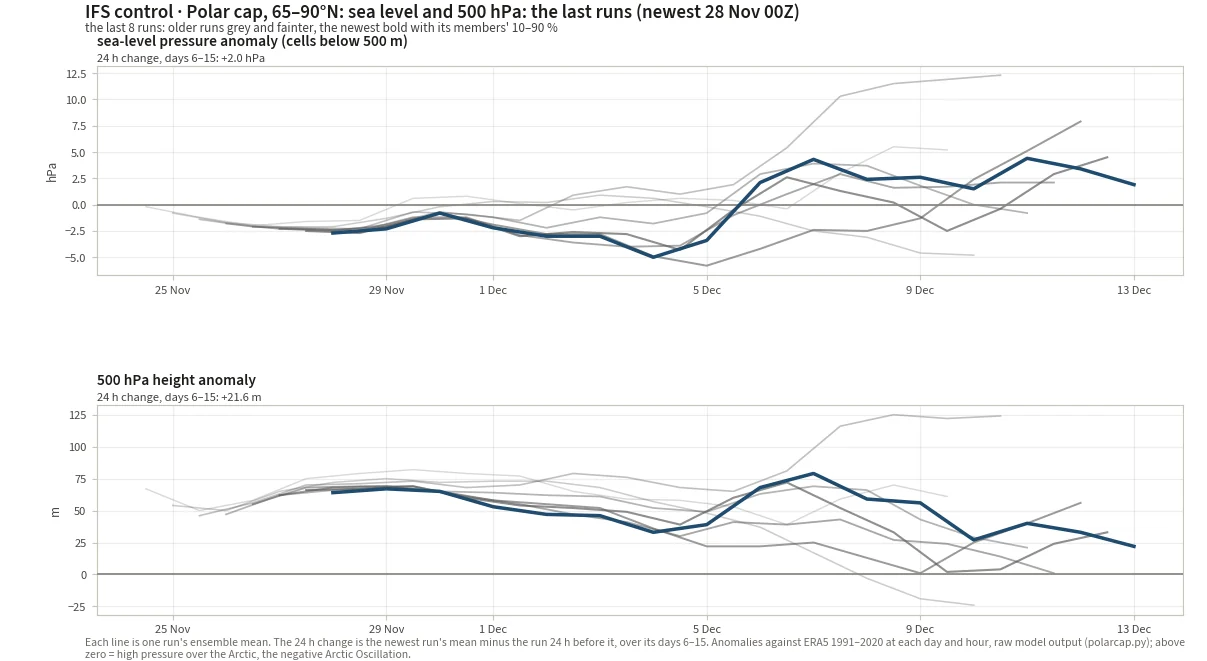 IFS control · Polar cap, 65–90°N: sea level and 500 hPa: the last runs (newest 28 Nov 00Z)
the last 8 runs: older runs grey and fainter, the newest bold with its members' 10–90 %
sea-level pressure anomaly (cells below 500 m)
24 h change, days 6–15: +2.0 hPa
12.5
10.0
7.5
5.0
2.5
0.0
−2.5
−5.0
hPa
25 Nov
29 Nov
1 Dec
5 Dec
9 Dec
13 Dec
500 hPa height anomaly
24 h change, days 6–15: +21.6 m
125
100
75
50
25
0
−25
m
25 Nov
29 Nov
1 Dec
5 Dec
9 Dec
13 Dec
Each line is one run's ensemble mean. The 24 h change is the newest run's mean minus the run 24 h before it, over its days 6–15. Anomalies against ERA5 1991–2020 at each day and hour, raw model output (polarcap.py); above
zero = high pressure over the Arctic, the negative Arctic Oscillation.